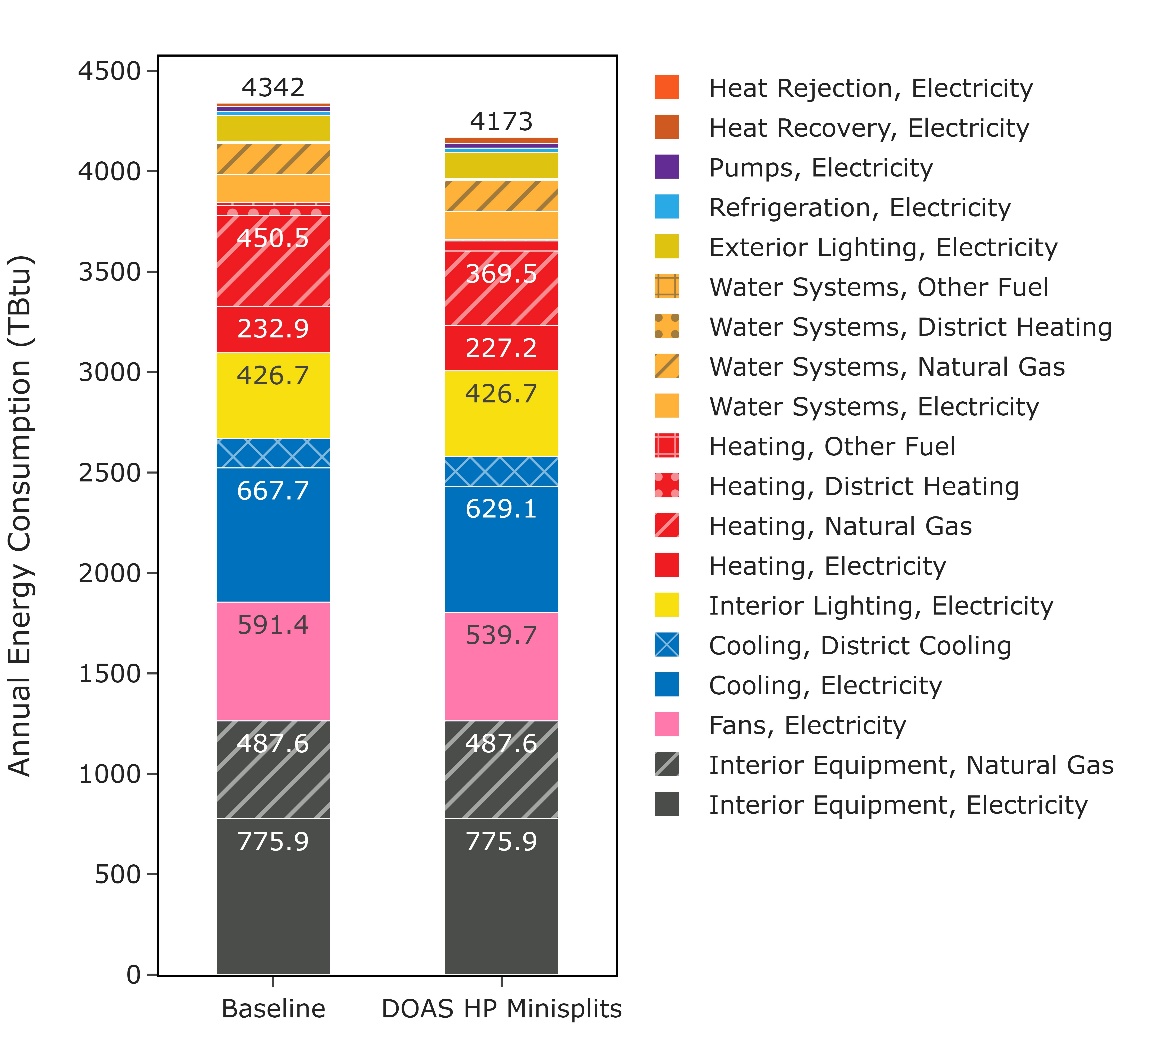 Annual Energy Consumption (TBtu)
4500
4000
3500
3000
2500
2000
1500
1000
500
0
4342
450.5
232.9
426.7
667.7
591.4
487.6
775.9
Baseline
4173
369.5
227.2
426.7
629.1
539.7
487.6
775.9
DOAS HP Minisplits
Heat Rejection, Electricity
Heat Recovery, Electricity
Pumps, Electricity
Refrigeration, Electricity
Exterior Lighting, Electricity
Water Systems, Other Fuel
Water Systems, District Heating
Water Systems, Natural Gas
Water Systems, Electricity
Heating, Other Fuel
Heating, District Heating
Heating, Natural Gas
Heating, Electricity
Interior Lighting, Electricity
Cooling, District Cooling
Cooling, Electricity
Fans, Electricity
Interior Equipment, Natural Gas
Interior Equipment, Electricity